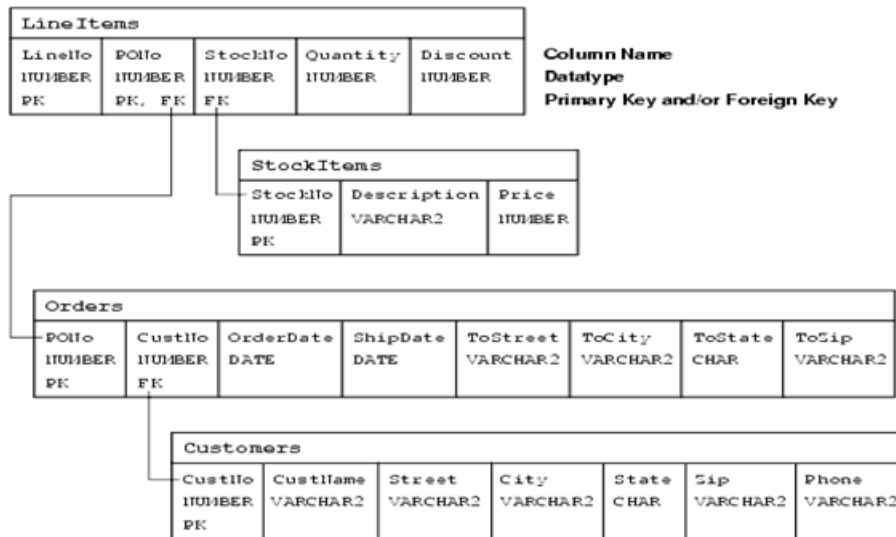 LineItems
LineNo PONo StockNo Quantity Discount Column Name
NUMBER NUMBER NUMBER NUMBER NUMBER Datatype
PK PK, FK FK Primary Key and/or Foreign Key
StockItems
StockNo Description Price
NUMBER VARCHAR2 NUMBER
PK
Orders
PONo CustNo OrderDate ShipDate ToStreet ToCity ToState ToZip
NUMBER NUMBER DATE DATE VARCHAR2 VARCHAR2 CHAR VARCHAR2
PK FK
Customers
CustNo CustName Street City State Zip Phone
NUMBER VARCHAR2 VARCHAR2 VARCHAR2 CHAR VARCHAR2 VARCHAR2
PK